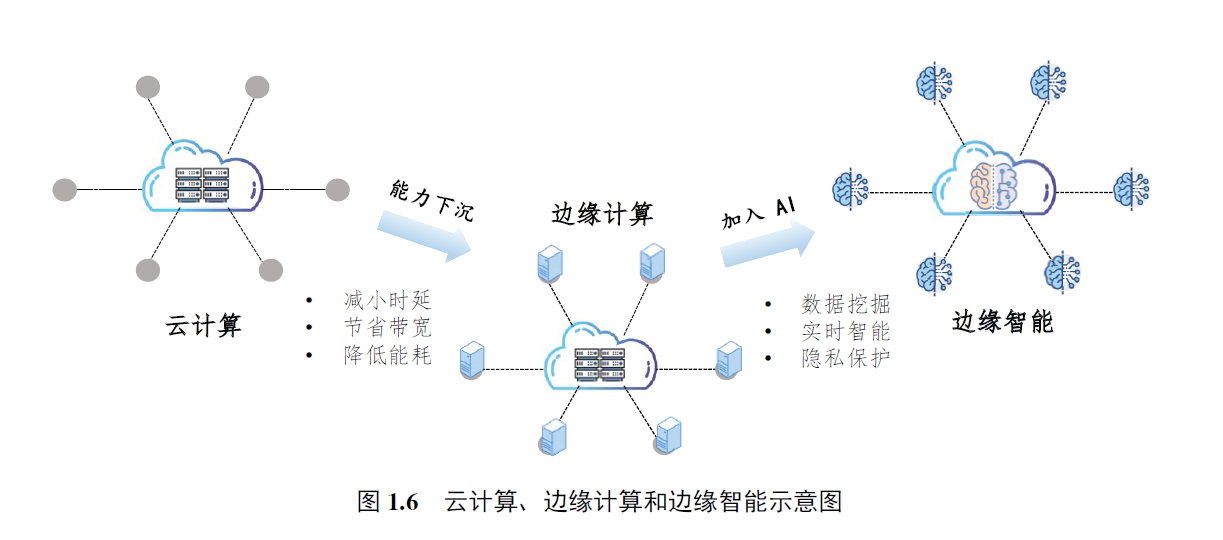 能力下沉
边缘计算
加入 AI
云计算
• 减小时延
• 节省带宽
• 降低能耗
• 数据挖掘
• 实时智能
• 隐私保护
边缘智能
图 1.6 云计算、边缘计算和边缘智能示意图